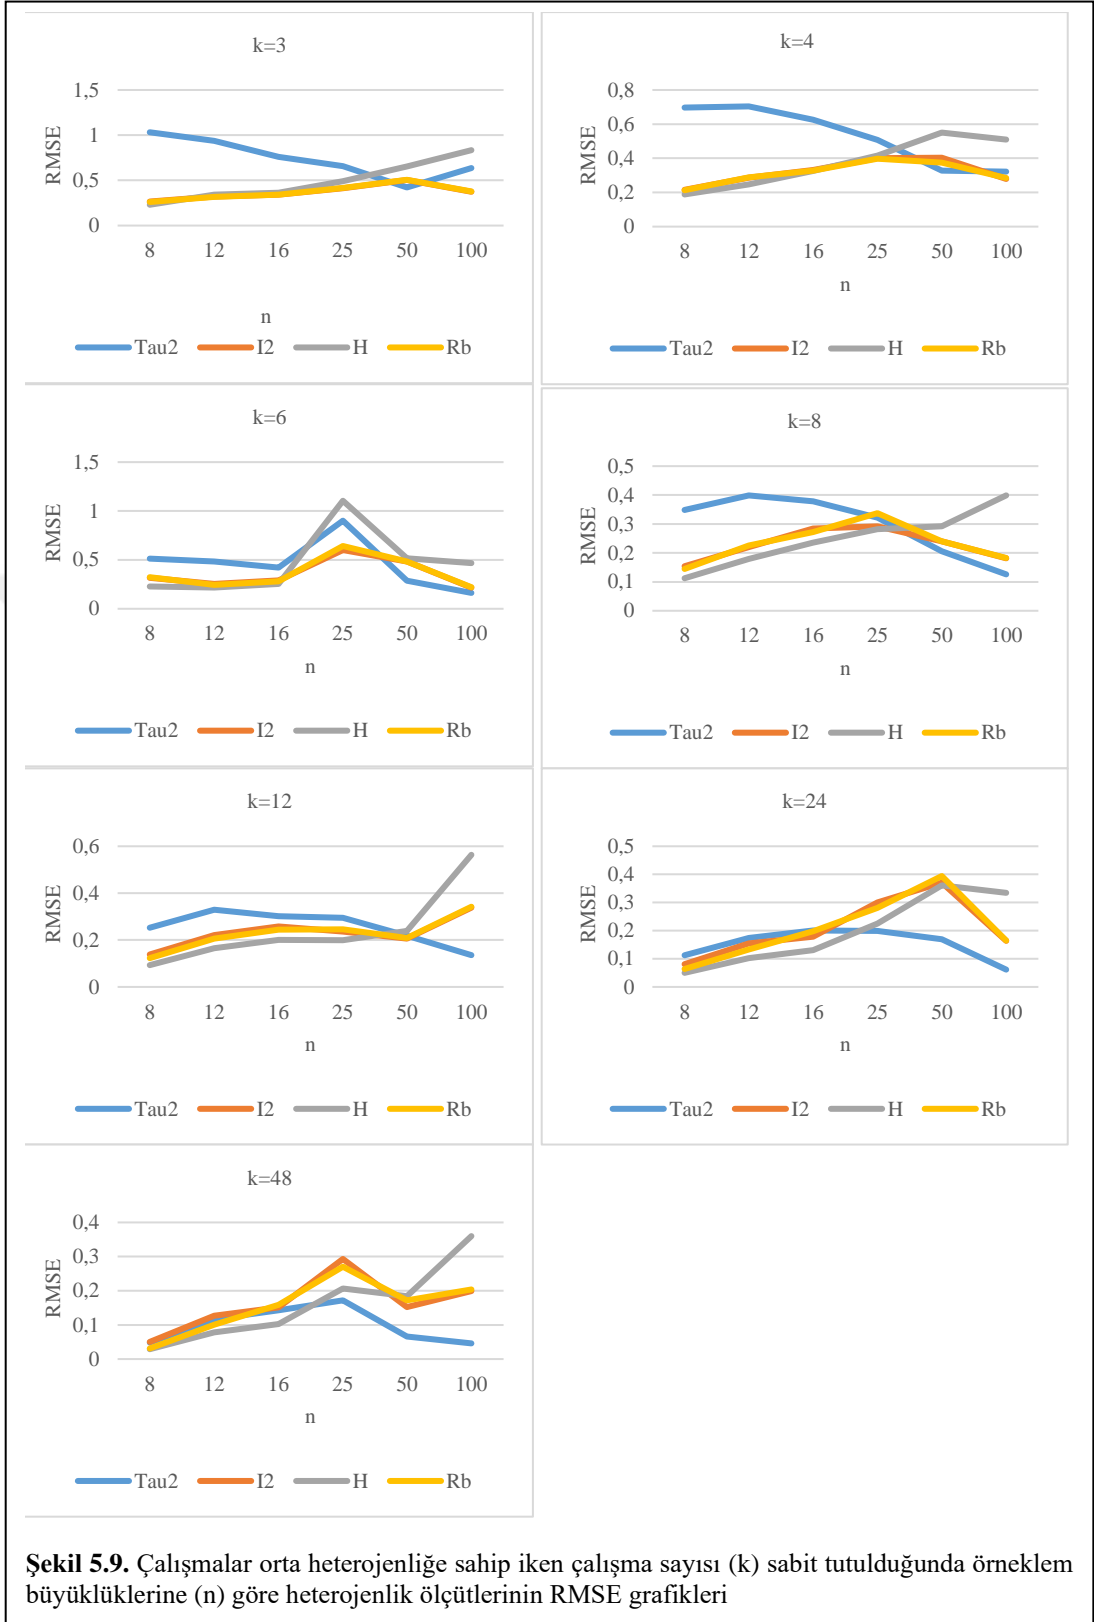 k=3
1,5
1
0,5
0
RMSE
8 12 16 25 50 100
n
Tau2 I2 H Rb
k=4
0,8
0,6
0,4
0,2
0
RMSE
8 12 16 25 50 100
n
Tau2 I2 H Rb
k=6
1,5
1
0,5
0
RMSE
8 12 16 25 50 100
n
Tau2 I2 H Rb
k=8
0,5
0,4
0,3
0,2
0,1
0
RMSE
8 12 16 25 50 100
n
Tau2 I2 H Rb
k=12
0,6
0,4
0,2
0
RMSE
8 12 16 25 50 100
n
Tau2 I2 H Rb
k=24
0,5
0,4
0,3
0,2
0,1
0
RMSE
8 12 16 25 50 100
n
Tau2 I2 H Rb
k=48
0,4
0,3
0,2
0,1
0
RMSE
8 12 16 25 50 100
n
Tau2 I2 H Rb
Şekil 5.9. Çalışmalar orta heterojenliğe sahip iken çalışma sayısı (k) sabit tutulduğunda örneklem
büyüklüklerine (n) göre heterojenlik ölçütlerinin RMSE grafikleri